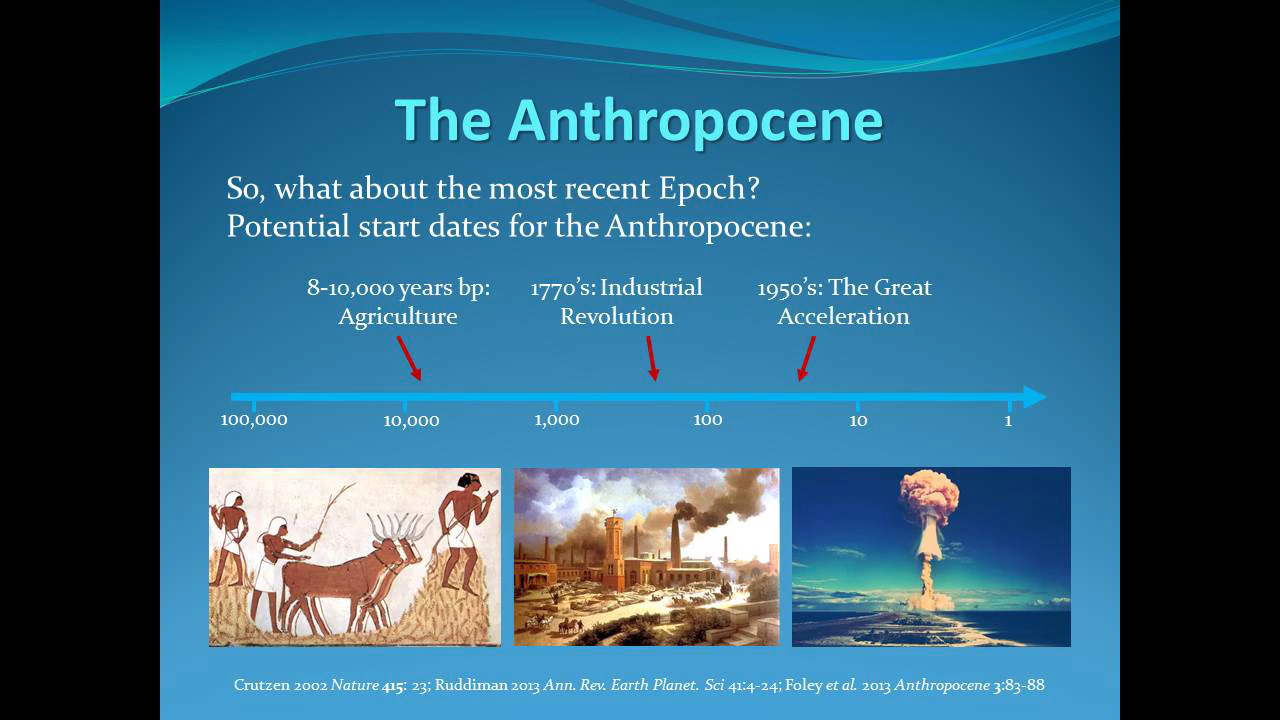 The Anthropocene
So, what about the most recent Epoch?
Potential start dates for the Anthropocene:
8-10,000 years bp:
Agriculture
1770's: Industrial
Revolution
1950's: The Great
Acceleration
100,000
10,000
1,000
100
10
1
Crutzen 2002 Nature 415: 23; Ruddiman 2013 Ann. Rev. Earth Planet. Sci 41:4-24; Foley et al. 2013 Anthropocene 3:83-88